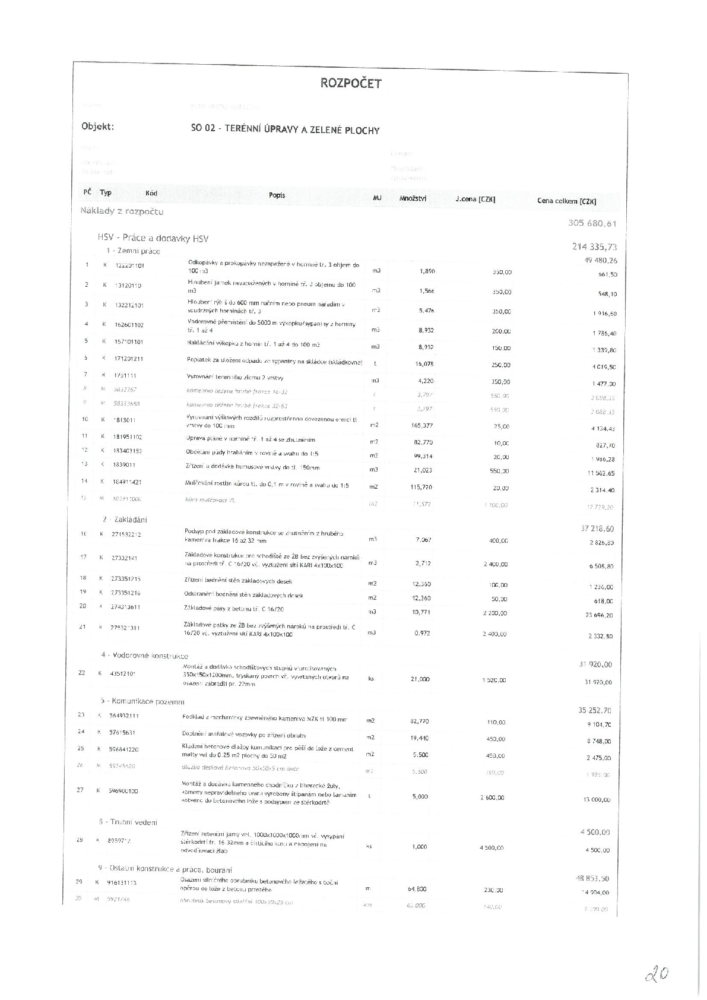 ROZPOČET
Objekt: SO 02 - TERÉNNÍ ÚPRAVY A ZELENÉ PLOCHY
PČ Typ Kód Popis MJ Množství J.cena [CZK] Cena celkem [CZK]
Náklady z rozpočtu 305 680,61
HSV - Práce a dodávky HSV 214 335,73
1 - Zemní práce 49 480,26
1 K 122201101 Odkopávky a prokopávky nezapažené v hornině tř. 3 objem do
100 m3 m3 1,890 350,00 661,50
2 K 13120110 Hloubení jamek nezapažených v hornině tř. 3 objemu do 100
m3 m3 1,566 350,00 548,10
3 K 132212101 Hloubení rýh š do 600 mm ručním nebo pneum nářadím v
soudržných horninách tř. 3 m3 5,476 350,00 1 916,60
4 K 162601102 Vodorovné přemístění do 5000 m výkopku/sypaniny z horniny
tř. 1 až 4 m3 8,932 200,00 1 786,40
5 K 167101101 Nakládání výkopku z hornin tř. 1 až 4 do 100 m3 m3 8,932 150,00 1 339,80
6 K 171201211 Poplatek za uložení odpadu ze sypaniny na skládce (skládkovné) t 16,078 250,00 4 019,50
7 K 1751111 Vyrovnání terenního zlomu 2 vrstvy m3 4,220 350,00 1 477,00
8 M 5833367 kamenivo těžené hrubé frakce 16-32 t 3,797 550,00 2 088,35
9 M 58333688 kamenivo těžené hrubé frakce 32-63 t 3,797 550,00 2 088,35
10 K 1813011 Vyrovnání výškových rozdílů rozprostřenou dovezenou ornicí tl
vrstvy do 100 mm m2 165,377 25,00 4 134,43
11 K 181951102 Úprava pláně v hornině tř. 1 až 4 se zhutněním m2 82,770 10,00 827,70
12 K 183403153 Obdělání půdy hrabáním v rovině a svahu do 1:5 m2 99,314 20,00 1 986,28
13 K 1839011 Zřízení a dodávka humusové vrstvy do tl. 150mm m3 21,023 550,00 11 562,65
14 K 184911421 Mulčování rostlin kůrou tl. do 0,1 m v rovině a svahu do 1:5 m2 115,720 20,00 2 314,40
15 M 103911000 kůra mulčovací VL m3 11,572 1 100,00 12 729,20
2 - Zakládání 37 218,60
16 K 271532212 Podsyp pod základové konstrukce se zhutněním z hrubého
kameniva frakce 16 až 32 mm m3 7,067 400,00 2 826,80
17 K 27332141 Základové konstrukce pro schodiště ze ŽB bez zvýšených nároků
na prostředí tř. C 16/20 vč. vyztužení sítí KARI 4x100x100 m3 2,712 2 400,00 6 508,80
18 K 273351215 Zřízení bednění stěn základových desek m2 12,360 100,00 1 236,00
19 K 273351216 Odstranění bednění stěn základových desek m2 12,360 50,00 618,00
20 K 274313611 Základové pásy z betonu tř. C 16/20 m3 10,771 2 200,00 23 696,20
21 K 275321311 Základové patky ze ŽB bez zvýšených nároků na prostředí tř. C
16/20 vč. vyztužení sítí KARI 4x100x100 m3 0,972 2 400,00 2 332,80
4 - Vodorovné konstrukce 31 920,00
22 K 43512101 Montáž a dodávka schodišťových stupňů vibrolisovaných
350x150x1200mm, tryskaný povrch vř. vyvrtaných otvorů na
osazení zábradlí pr. 22mm ks 21,000 1 520,00 31 920,00
5 - Komunikace pozemní 35 252,70
23 K 564932111 Podklad z mechanicky zpevněného kameniva MZK tl 100 mm m2 82,770 110,00 9 104,70
24 K 57615631 Doplnění asfalové vozovky po zřízení obruby m2 19,440 450,00 8 748,00
25 K 596841220 Kladení betonové dlažby komunikací pro pěší do lože z cement
malty vel do 0,25 m2 plochy do 50 m2 m2 5,500 450,00 2 475,00
26 M 59245620 dlažba desková betonová 50x50x5 cm šedá m2 5,500 350,00 1 925,00
27 K 596900100 Montáž a dodávka kamenného chodníčku z liberecké žuly,
kameny nepravidelného tvaru vyrobeny štípáním nebo lámáním
kotveno do betonového lože s podsypem ze štěrkodrtě t 5,000 2 600,00 13 000,00
8 - Trubní vedení 4 500,00
28 K 8959712 Zřízení retenční jámy vel. 1000x1000x1000mm vč. vysypání
štěrkodrtí fr. 16-32mm a čistícího kusu a napojení na
odvodňovací žlab ks 1,000 4 500,00 4 500,00
9 - Ostatní konstrukce a práce, bourání 48 853,50
29 K 916131113 Osazení silničního obrubníku betonového ležatého s boční
opěrou do lože z betonu prostého m 64,800 230,00 14 904,00
30 M 5921746 obrubník betonový silniční 100x10x25 cm kus 65,000 140,00 9 100,00
20